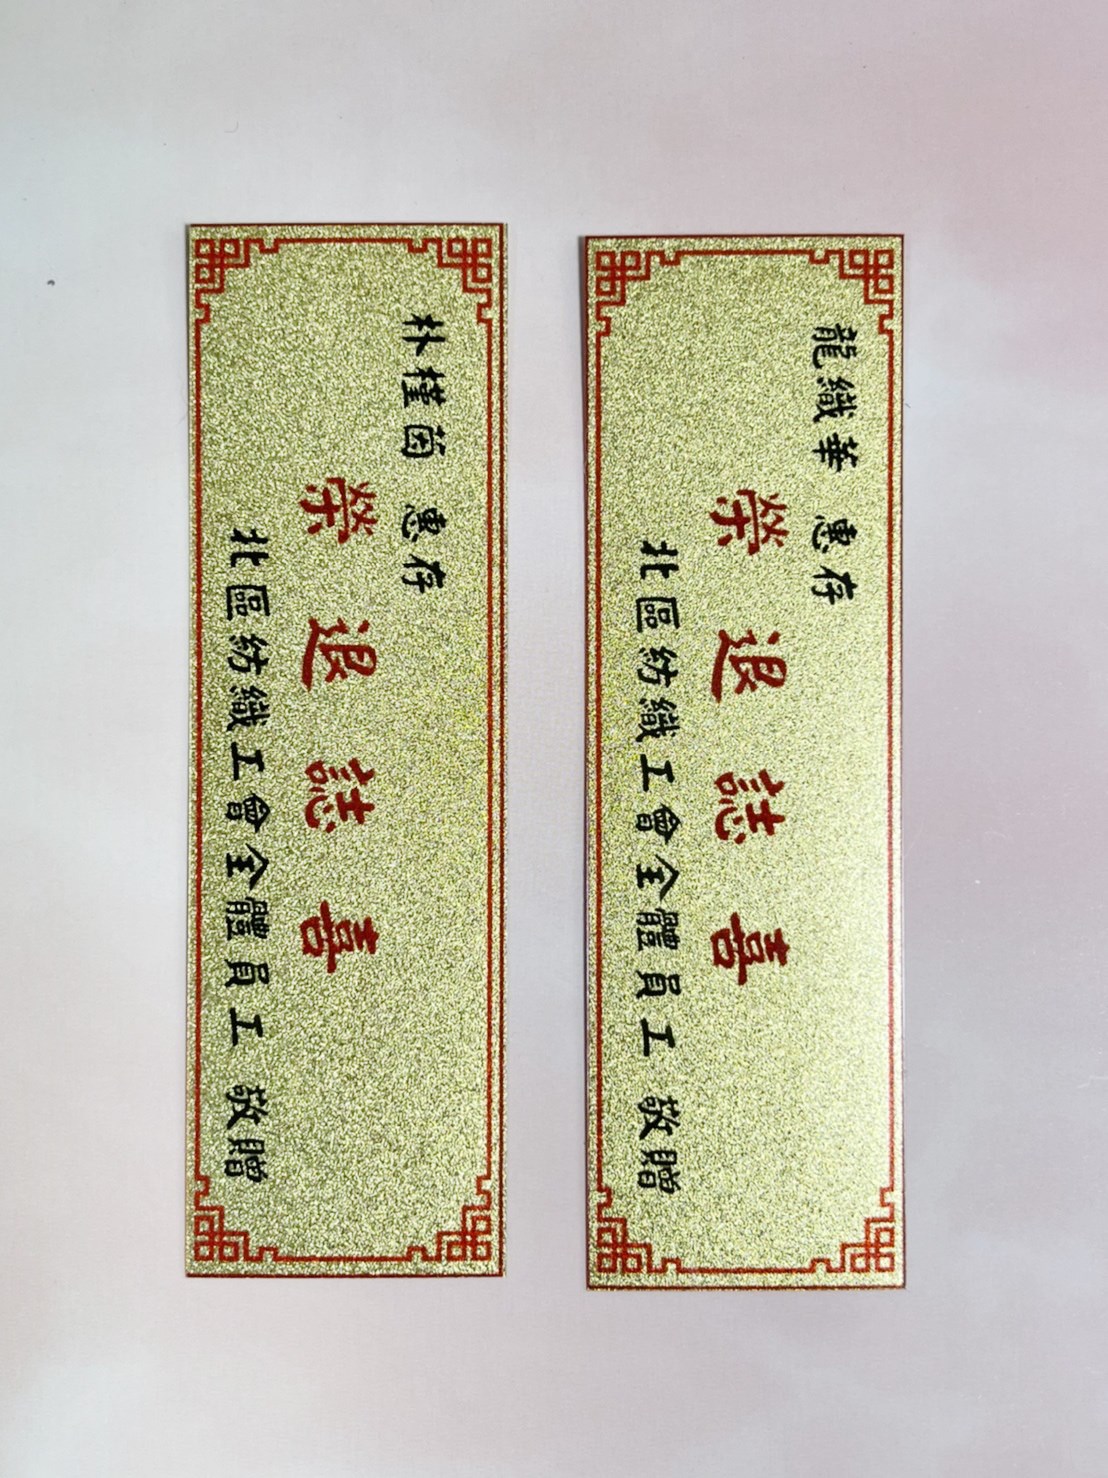 龍織華 惠存
榮退誌喜
北區紡織工會全體員工 敬贈
朴槿茵 惠存
榮退誌喜
北區紡織工會全體員工 敬贈